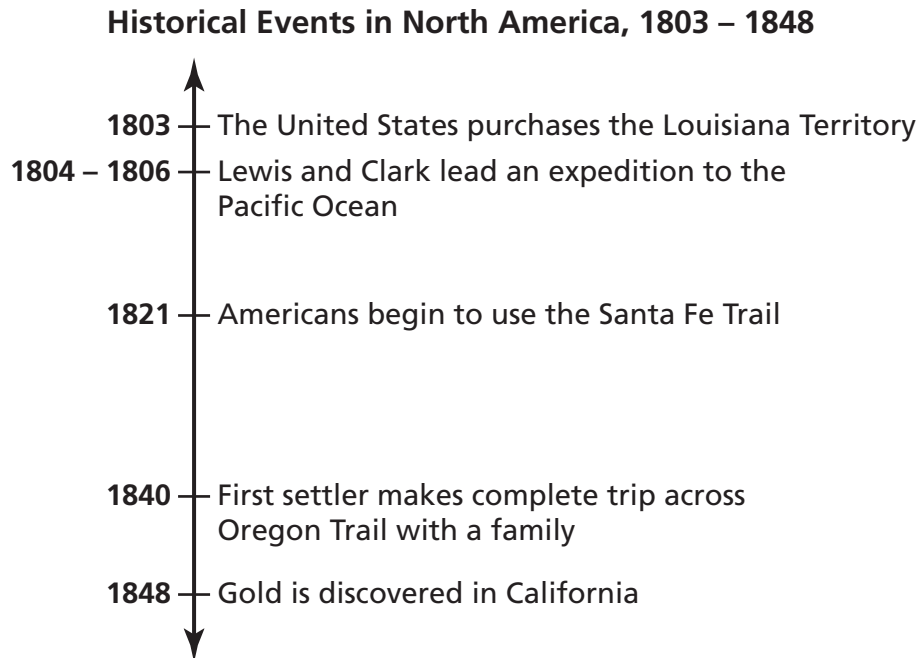 Historical Events in North America, 1803 – 1848
1803 The United States purchases the Louisiana Territory
1804 – 1806 Lewis and Clark lead an expedition to the
Pacific Ocean
1821 Americans begin to use the Santa Fe Trail
1840 First settler makes complete trip across
Oregon Trail with a family
1848 Gold is discovered in California